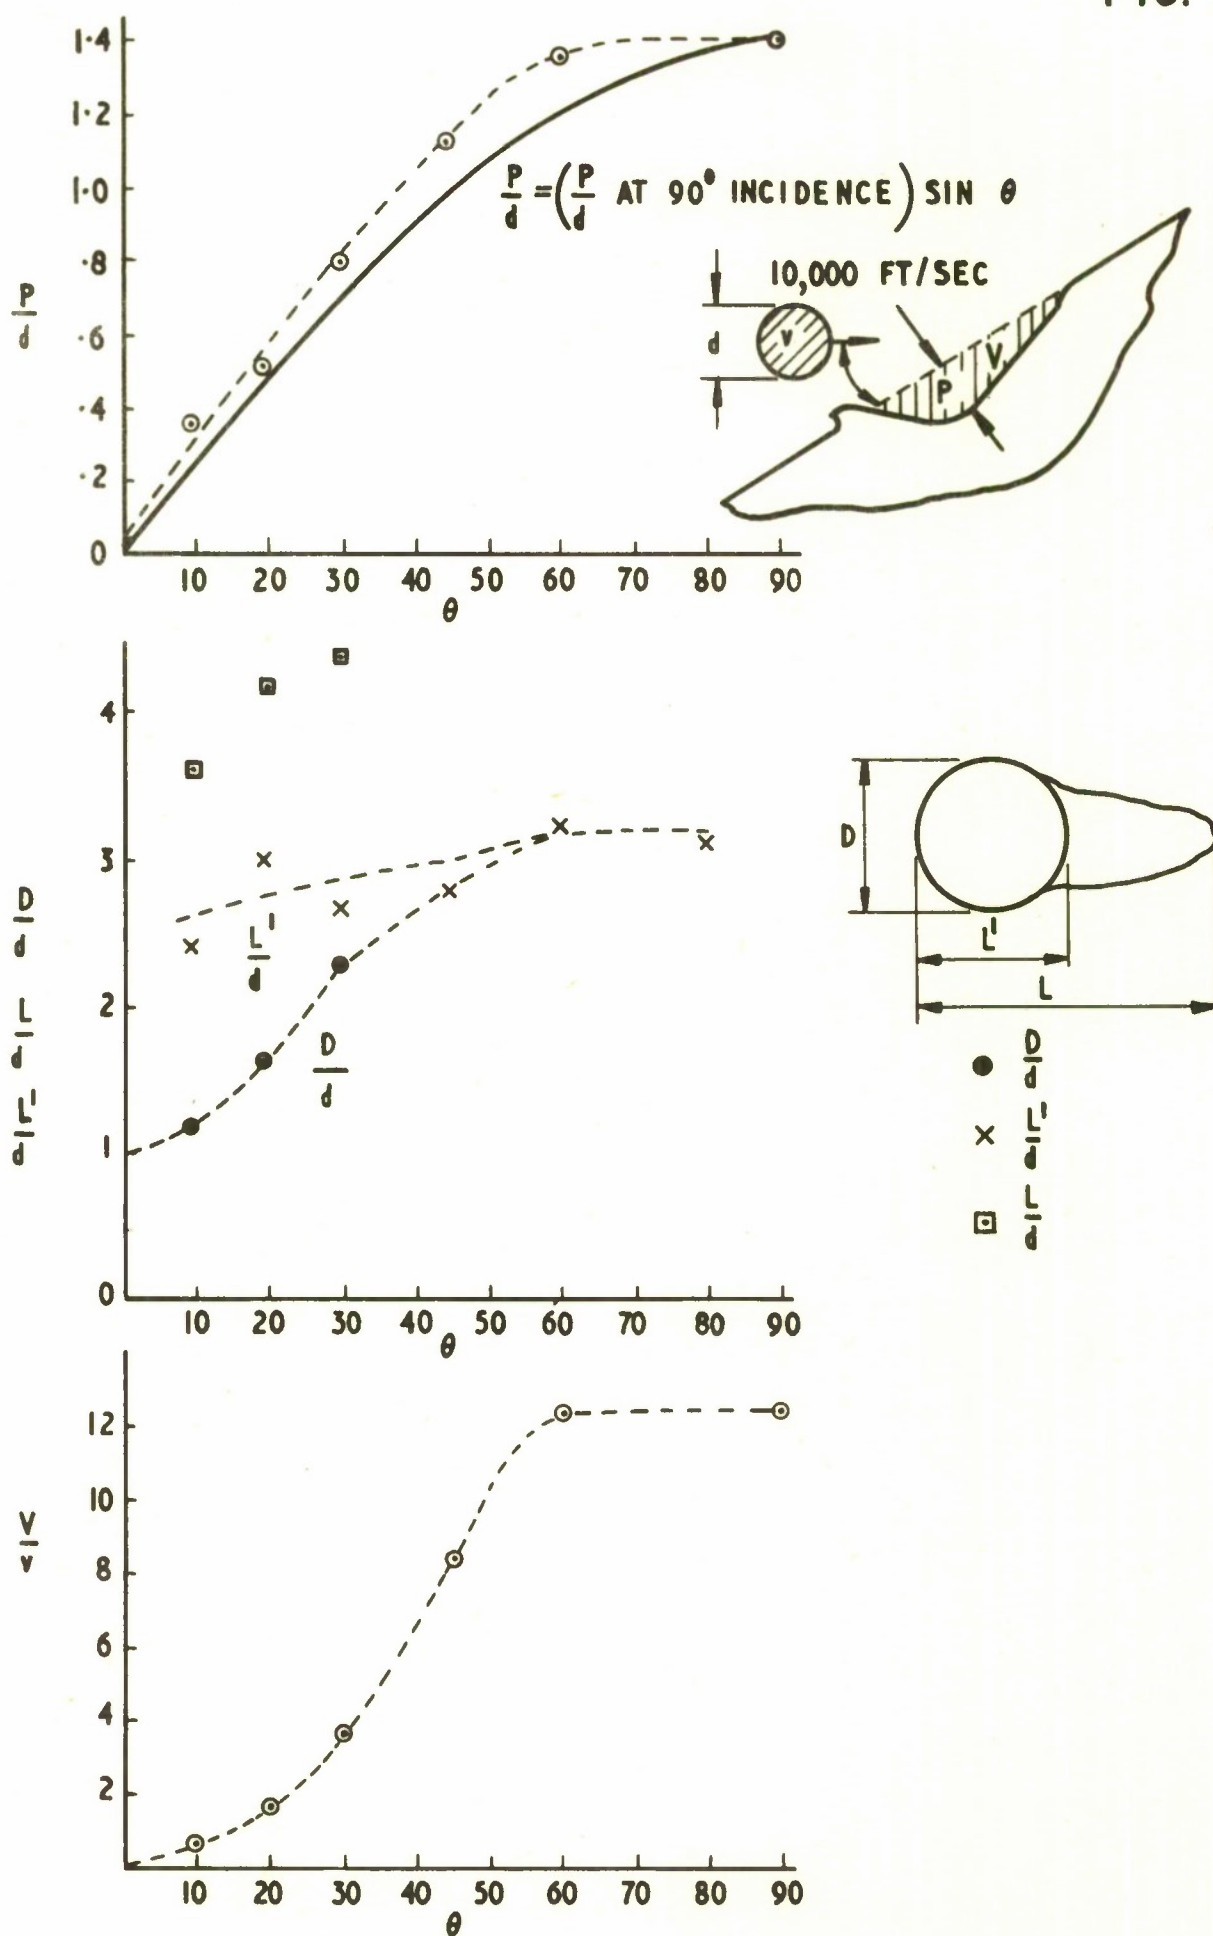 FIG.
1·4
1·2
1·0
·8
·6
·4
·2
0
P/d
10 20 30 40 50 60 70 80 90
θ
P/d = (P/d AT 90° INCIDENCE) SIN θ
10,000 FT/SEC
d
v
P
V
4
3
2
1
0
L'/d L/d D/d
L'/d
D/d
10 20 30 40 50 60 70 80 90
θ
D
L'
L
D/d
L'/d
L/d
12
10
8
6
4
2
V/v
10 20 30 40 50 60 70 80 90
θ